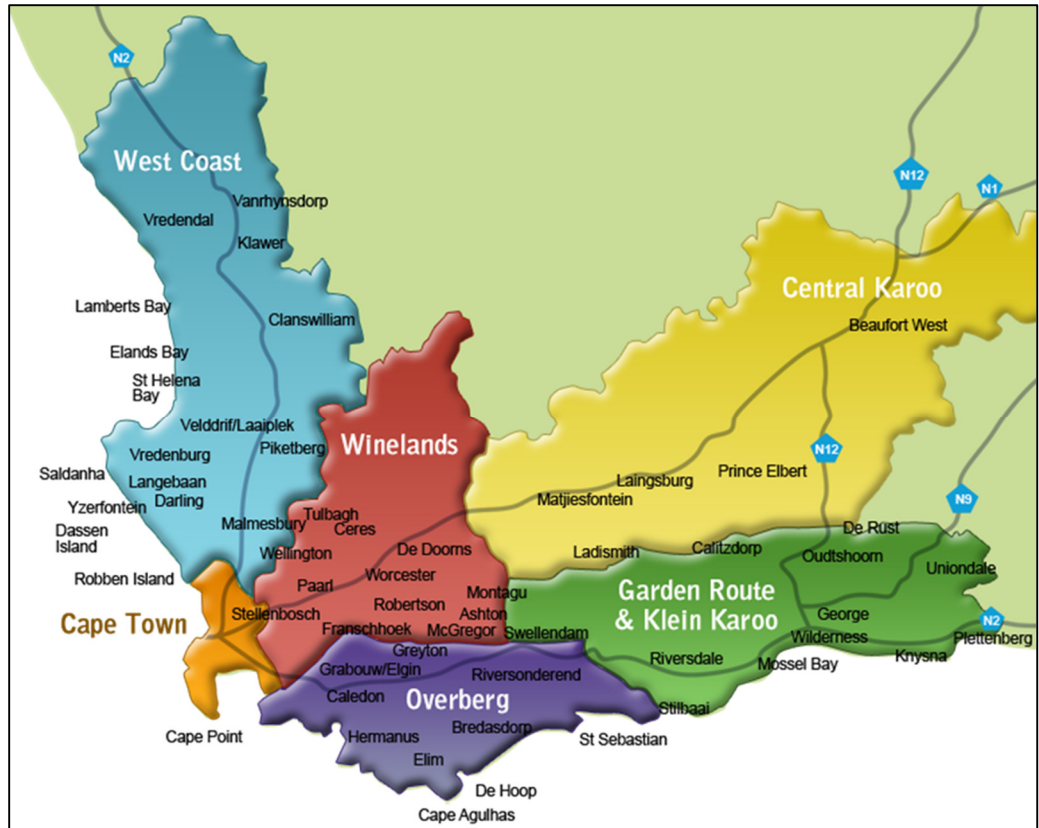 N2
West Coast
Vanrhynsdorp
Vredendal
Klawer
Lamberts Bay
Clanswilliam
Elands Bay
St Helena
Bay
Velddrif/Laaiplek
Piketberg
Vredenburg
Saldanha
Langebaan
Darling
Yzerfontein
Malmesbury
Dassen
Island
Robben Island
Cape Town
Cape Point
Winelands
Tulbagh
Ceres
Wellington
De Doorns
Worcester
Paarl
Montagu
Stellenbosch
Robertson
Ashton
Franschhoek
McGregor
Swellendam
Greyton
Grabouw/Elgin
Riversonderend
Caledon
Overberg
Bredasdorp
Hermanus
St Sebastian
Elim
De Hoop
Cape Agulhas
N12
N1
Central Karoo
Beaufort West
N12
Prince Elbert
Laingsburg
Matjiesfontein
N9
De Rust
Ladismith
Calitzdorp
Oudtshoorn
Uniondale
Garden Route
& Klein Karoo
George
N2
Wilderness
Plettenberg
Riversdale
Mossel Bay
Knysna
Stilbaai